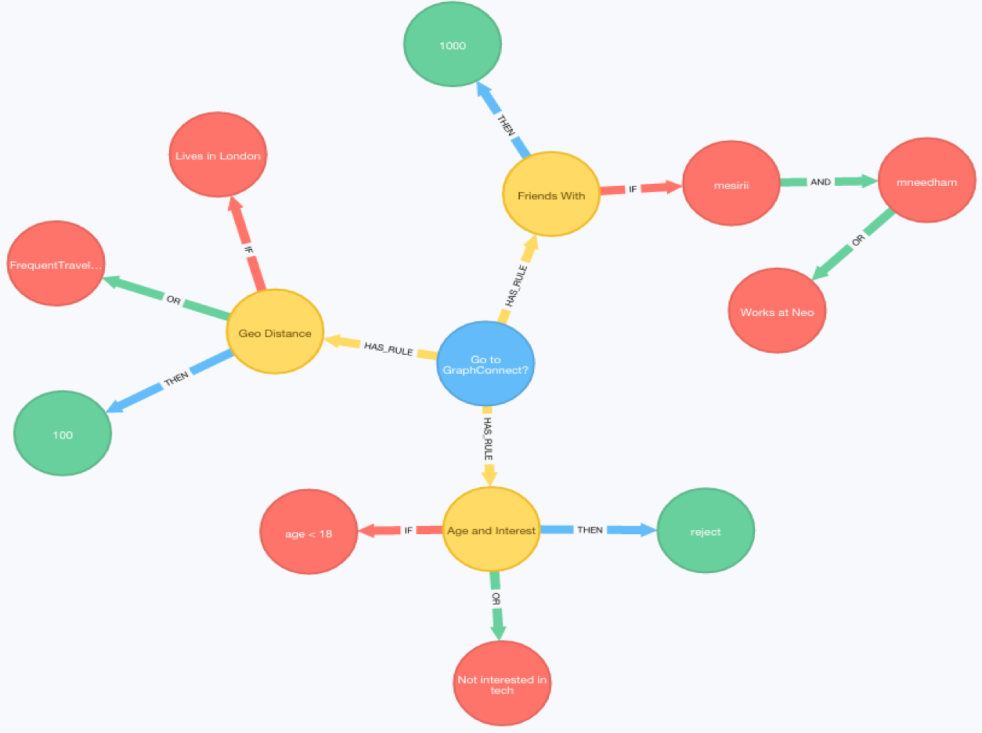 1000
THEN
Lives in London
Friends With
IF
mesirii
AND
mneedham
IF
OR
FrequentTravel...
OR
HAS_RULE
Works at Neo
Geo Distance
HAS_RULE
Go to
GraphConnect?
THEN
100
HAS_RULE
age < 18
IF
Age and Interest
THEN
reject
OR
Not interested in
tech